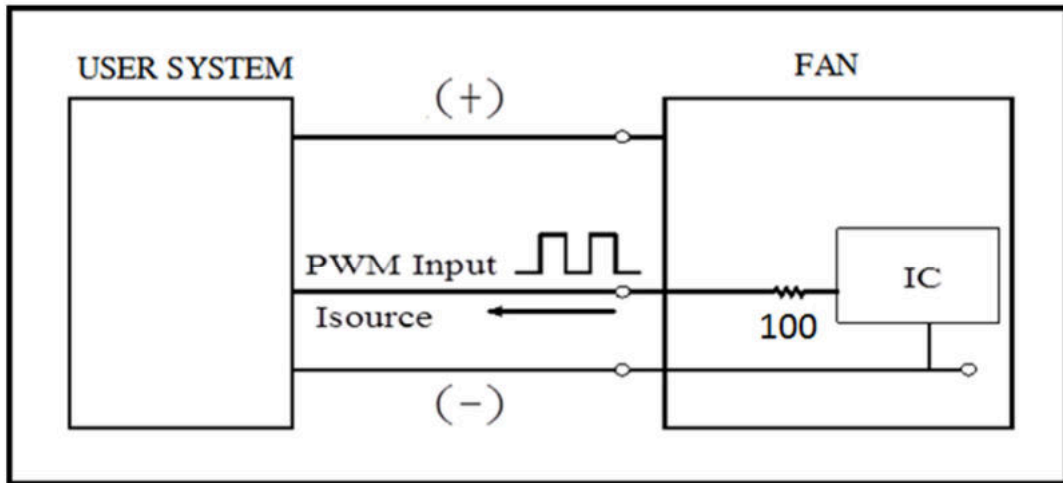 USER SYSTEM
FAN
(+)
PWM Input
IC
Isource
100
(-)